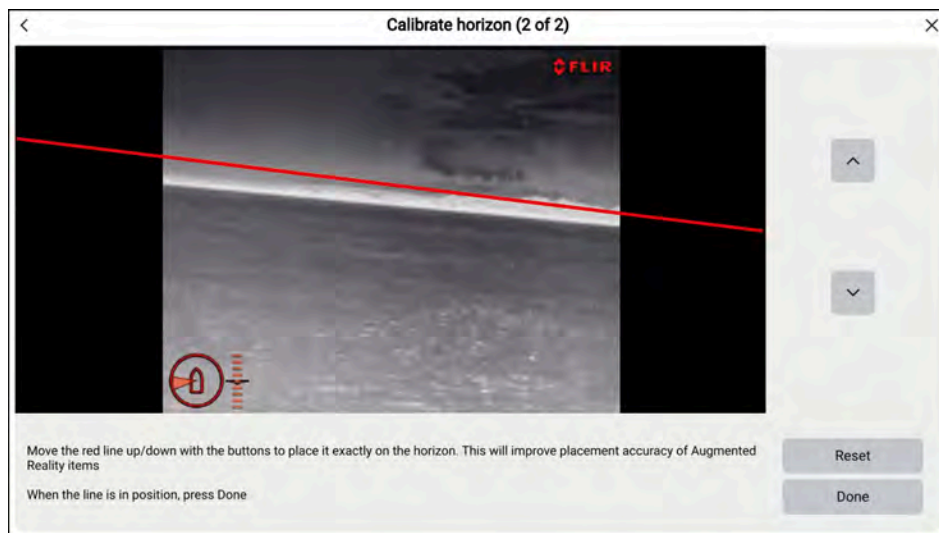 Calibrate horizon (2 of 2)
FLIR
Move the red line up/down with the buttons to place it exactly on the horizon. This will improve placement accuracy of Augmented
Reality items
Reset
When the line is in position, press Done
Done